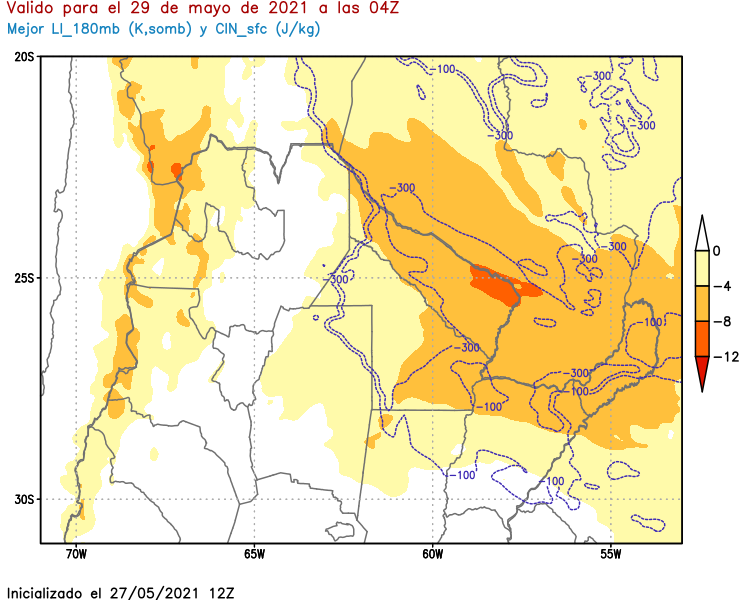 Valido para el 29 de mayo de 2021 a las 04Z
Mejor LI_180mb (K,somb) y CIN_sfc (J/kg)
20S
-100
-300
-300
-300
-300
-300
-300
25S
-300
-100
-300
-300
-100
-100
-100
-100
30S
70W
65W
60W
55W
0
-4
-8
-12
Inicializado el 27/05/2021 12Z